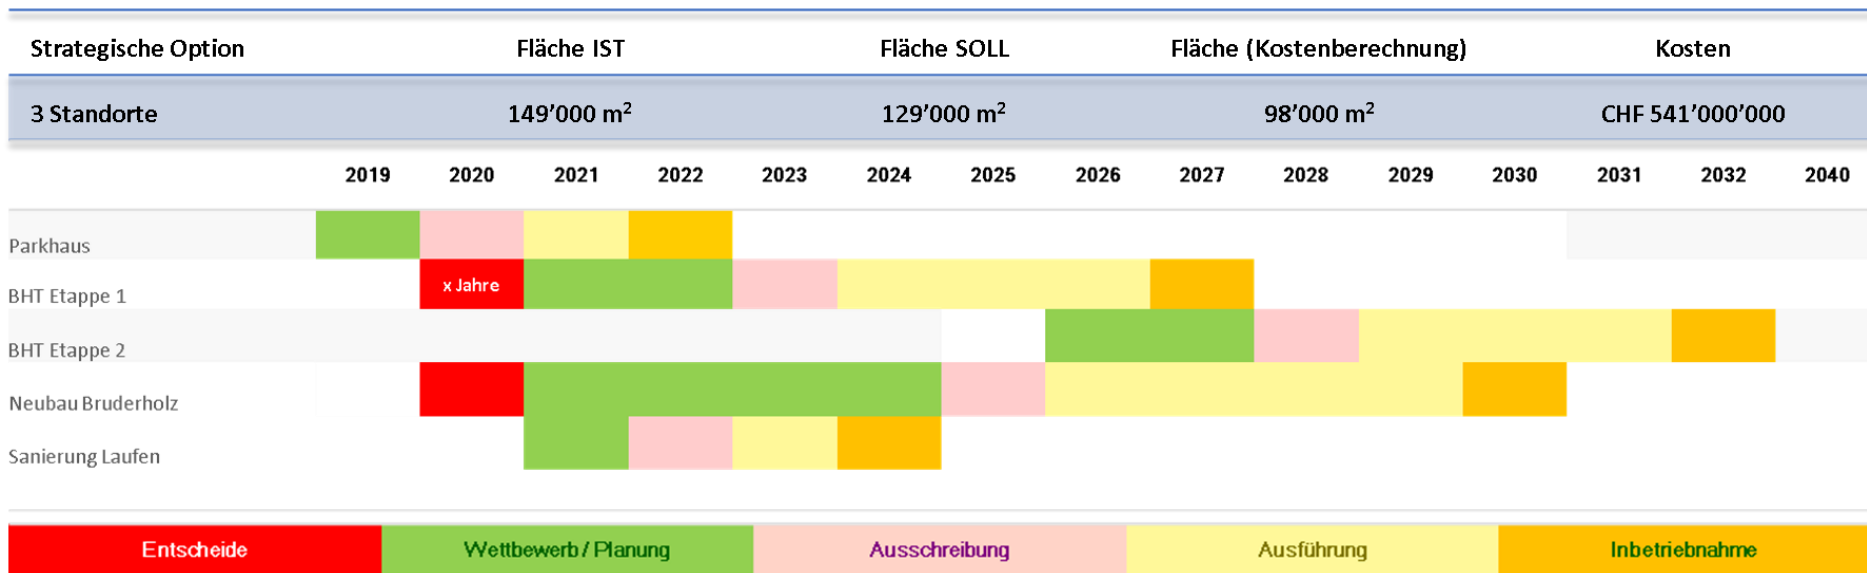 Strategische Option Fläche IST Fläche SOLL Fläche (Kostenberechnung) Kosten
3 Standorte 149’000 m² 129’000 m² 98’000 m² CHF 541’000’000
2019 2020 2021 2022 2023 2024 2025 2026 2027 2028 2029 2030 2031 2032 2040
Parkhaus
BHT Etappe 1 x Jahre
BHT Etappe 2
Neubau Bruderholz
Sanierung Laufen
Entscheide Wettbewerb / Planung Ausschreibung Ausführung Inbetriebnahme